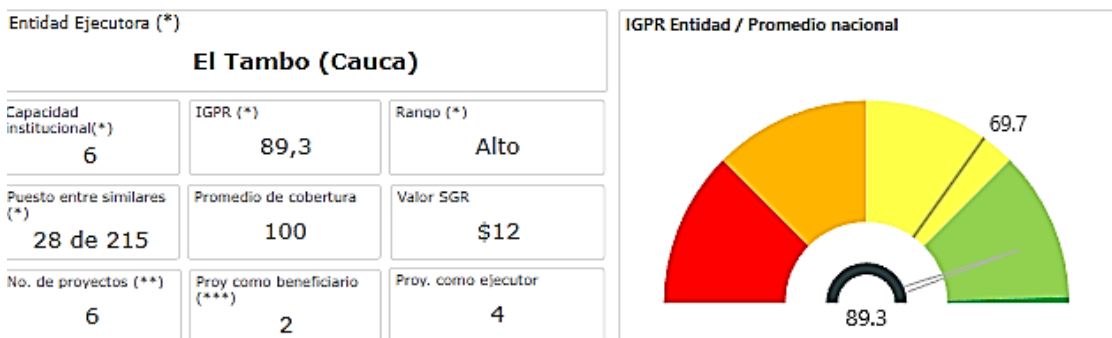 Entidad Ejecutora (*)
El Tambo (Cauca)
Capacidad
institucional(*)
6
IGPR (*)
89,3
Rango (*)
Alto
Puesto entre similares
(*)
28 de 215
Promedio de cobertura
100
Valor SGR
$12
No. de proyectos (**)
6
Proy como beneficiario
(***)
2
Proy. como ejecutor
4
IGPR Entidad / Promedio nacional
69.7
89.3